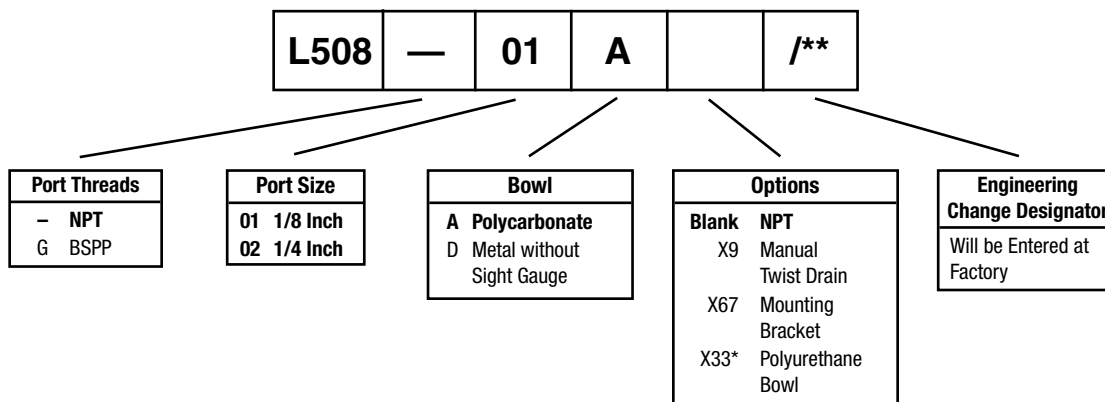 L508 — 01 A /**
Port Threads
– NPT
G BSPP
Port Size
01 1/8 Inch
02 1/4 Inch
Bowl
A Polycarbonate
D Metal without
Sight Gauge
Options
Blank NPT
X9 Manual
Twist Drain
X67 Mounting
Bracket
X33* Polyurethane
Bowl
Engineering
Change Designator
Will be Entered at
Factory